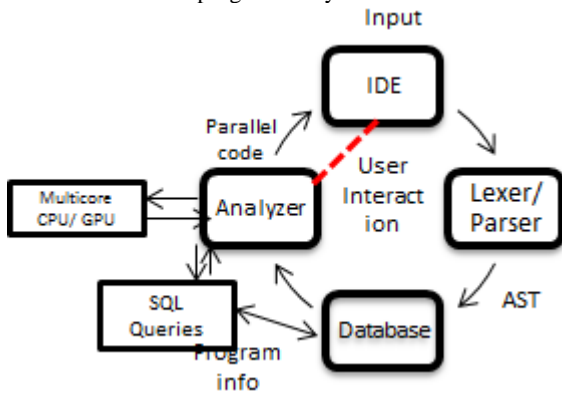 Input
IDE
Parallel
code
User
Interact
ion
Multicore
CPU/ GPU
Analyzer
Lexer/
Parser
SQL
Queries
Database
AST
Program
info